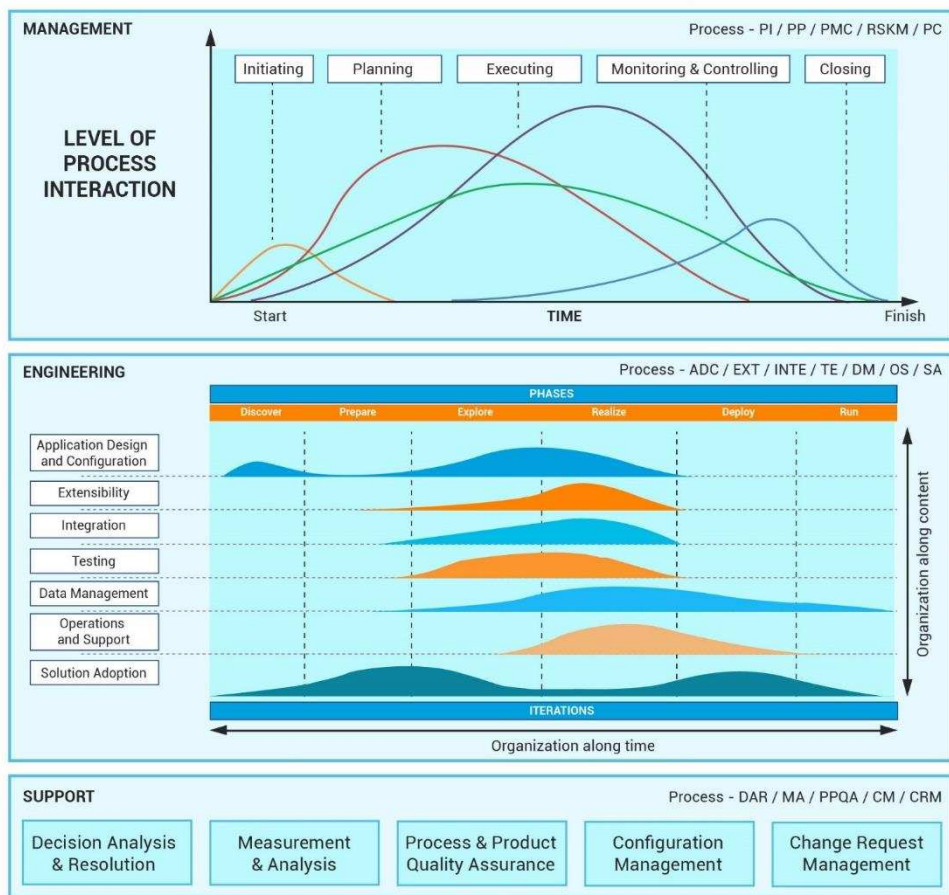 MANAGEMENT
Process - PI / PP / PMC / RSKM / PC
Initiating
Planning
Executing
Monitoring & Controlling
Closing
LEVEL OF
PROCESS
INTERACTION
Start
TIME
Finish
ENGINEERING
Process - ADC / EXT / INTE / TE / DM / OS / SA
PHASES
Discover
Prepare
Explore
Realize
Deploy
Run
Application Design
and Configuration
Extensibility
Integration
Testing
Data Management
Operations
and Support
Solution Adoption
Organization along content
ITERATIONS
Organization along time
SUPPORT
Process - DAR / MA / PPQA / CM / CRM
Decision Analysis
& Resolution
Measurement
& Analysis
Process & Product
Quality Assurance
Configuration
Management
Change Request
Management